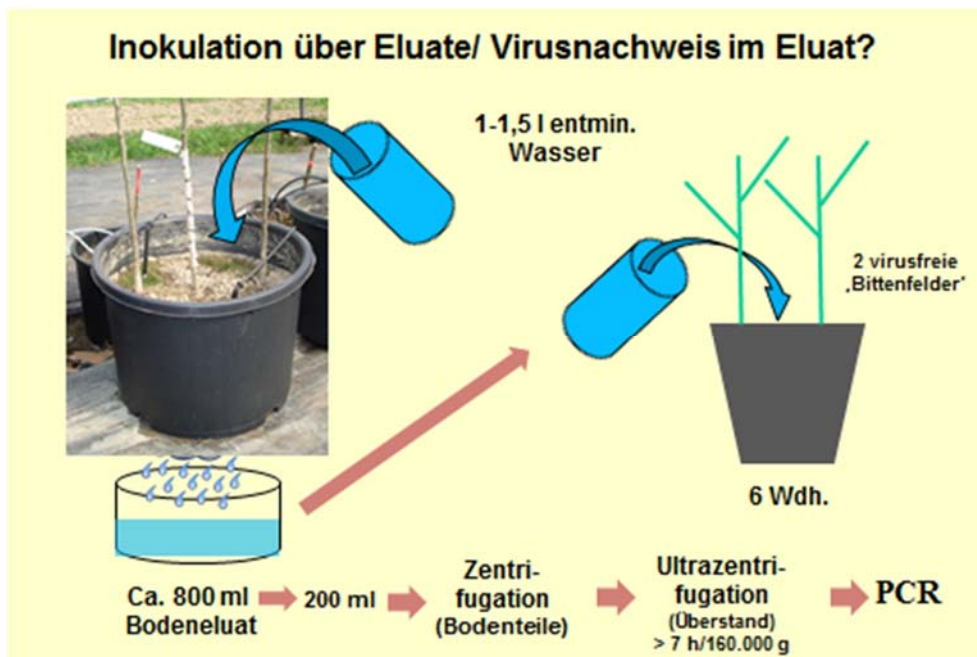 Inokulation über Eluate/ Virusnachweis im Eluat?
1-1,5 l entmin.
Wasser
2 virusfreie
‚Bittenfelder‘
6 Wdh.
Ca. 800 ml
Bodeneluat
200 ml
Zentri-
fugation
(Bodenteile)
Ultrazentri-
fugation
(Überstand)
> 7 h/160.000 g
PCR